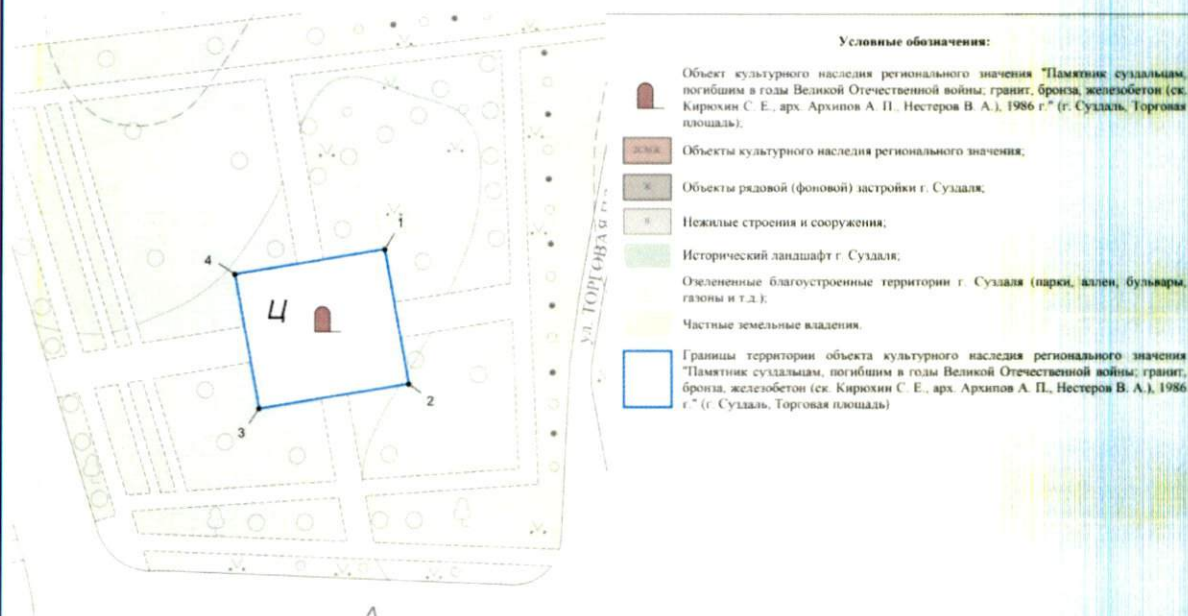 1
4
Ц
2
3
ул. ТОРГОВАЯ
Условные обозначения:
Объект культурного наследия регионального значения "Памятник суздальцам,
погибшим в годы Великой Отечественной войны; гранит, бронза, железобетон (ск.
Кирюхин С. Е., арх. Архипов А. П., Нестеров В. А.), 1986 г." (г. Суздаль, Торговая
площадь);
Объекты культурного наследия регионального значения;
Объекты рядовой (фоновой) застройки г. Суздаля;
Нежилые строения и сооружения;
Исторический ландшафт г. Суздаля;
Озелененные благоустроенные территории г. Суздаля (парки, аллеи, бульвары,
газоны и т.д.);
Частные земельные владения.
Границы территории объекта культурного наследия регионального значения
"Памятник суздальцам, погибшим в годы Великой Отечественной войны; гранит,
бронза, железобетон (ск. Кирюхин С. Е., арх. Архипов А. П., Нестеров В. А.), 1986
г." (г. Суздаль, Торговая площадь)